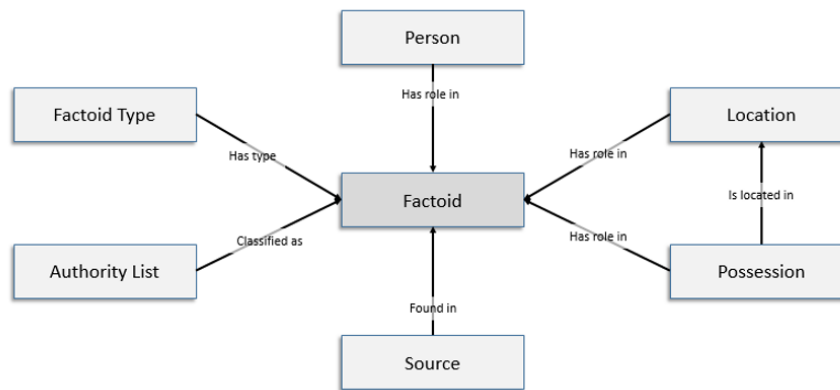 Person
Has role in
Factoid Type
Location
Has type
Has role in
Factoid
Is located in
Classified as
Has role in
Authority List
Possession
Found in
Source